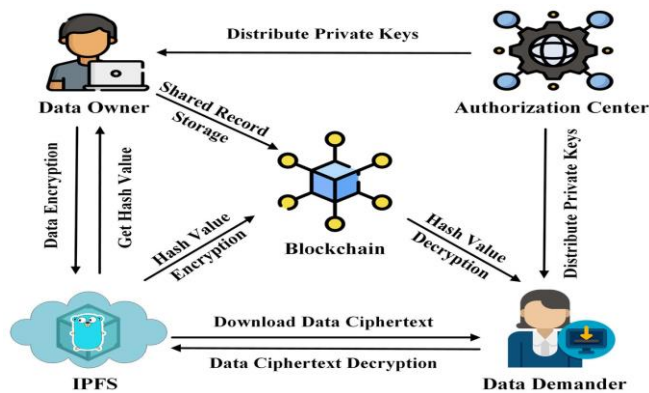 Distribute Private Keys
Data Owner
Authorization Center
Shared Record
Storage
Data Encryption
Get Hash Value
Hash Value
Encryption
Blockchain
Hash Value
Decryption
Distribute Private Keys
Download Data Ciphertext
Data Ciphertext Decryption
IPFS
Data Demander